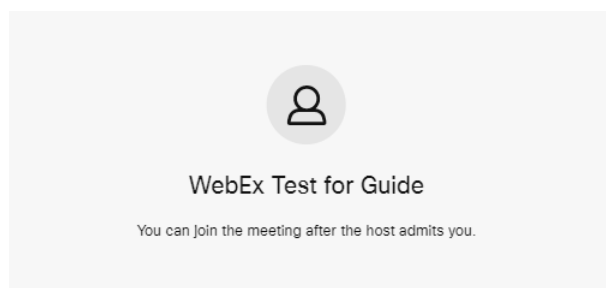 WebEx Test for Guide
You can join the meeting after the host admits you.